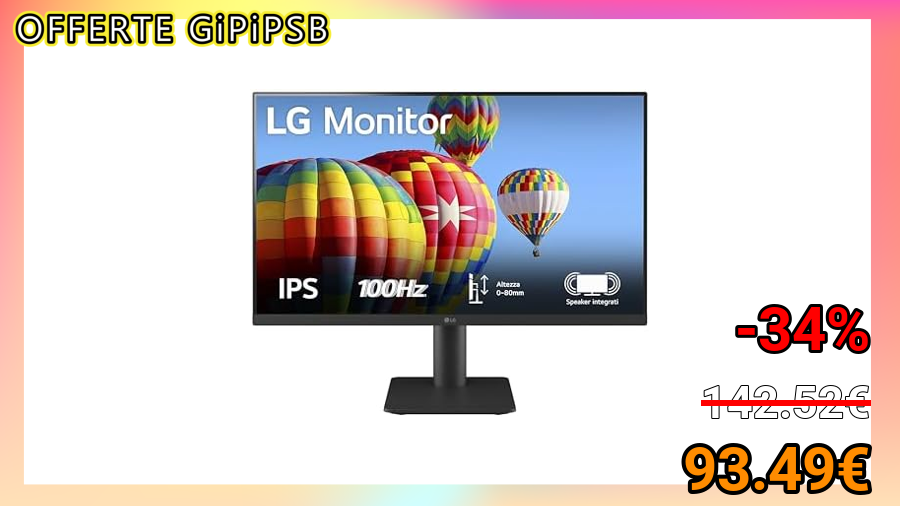 OFFERTE GiPiPSB
LG Monitor
IPS
100Hz
Altezza
0-80mm
Speaker integrati
LG
-34%
142.52€
93.49€